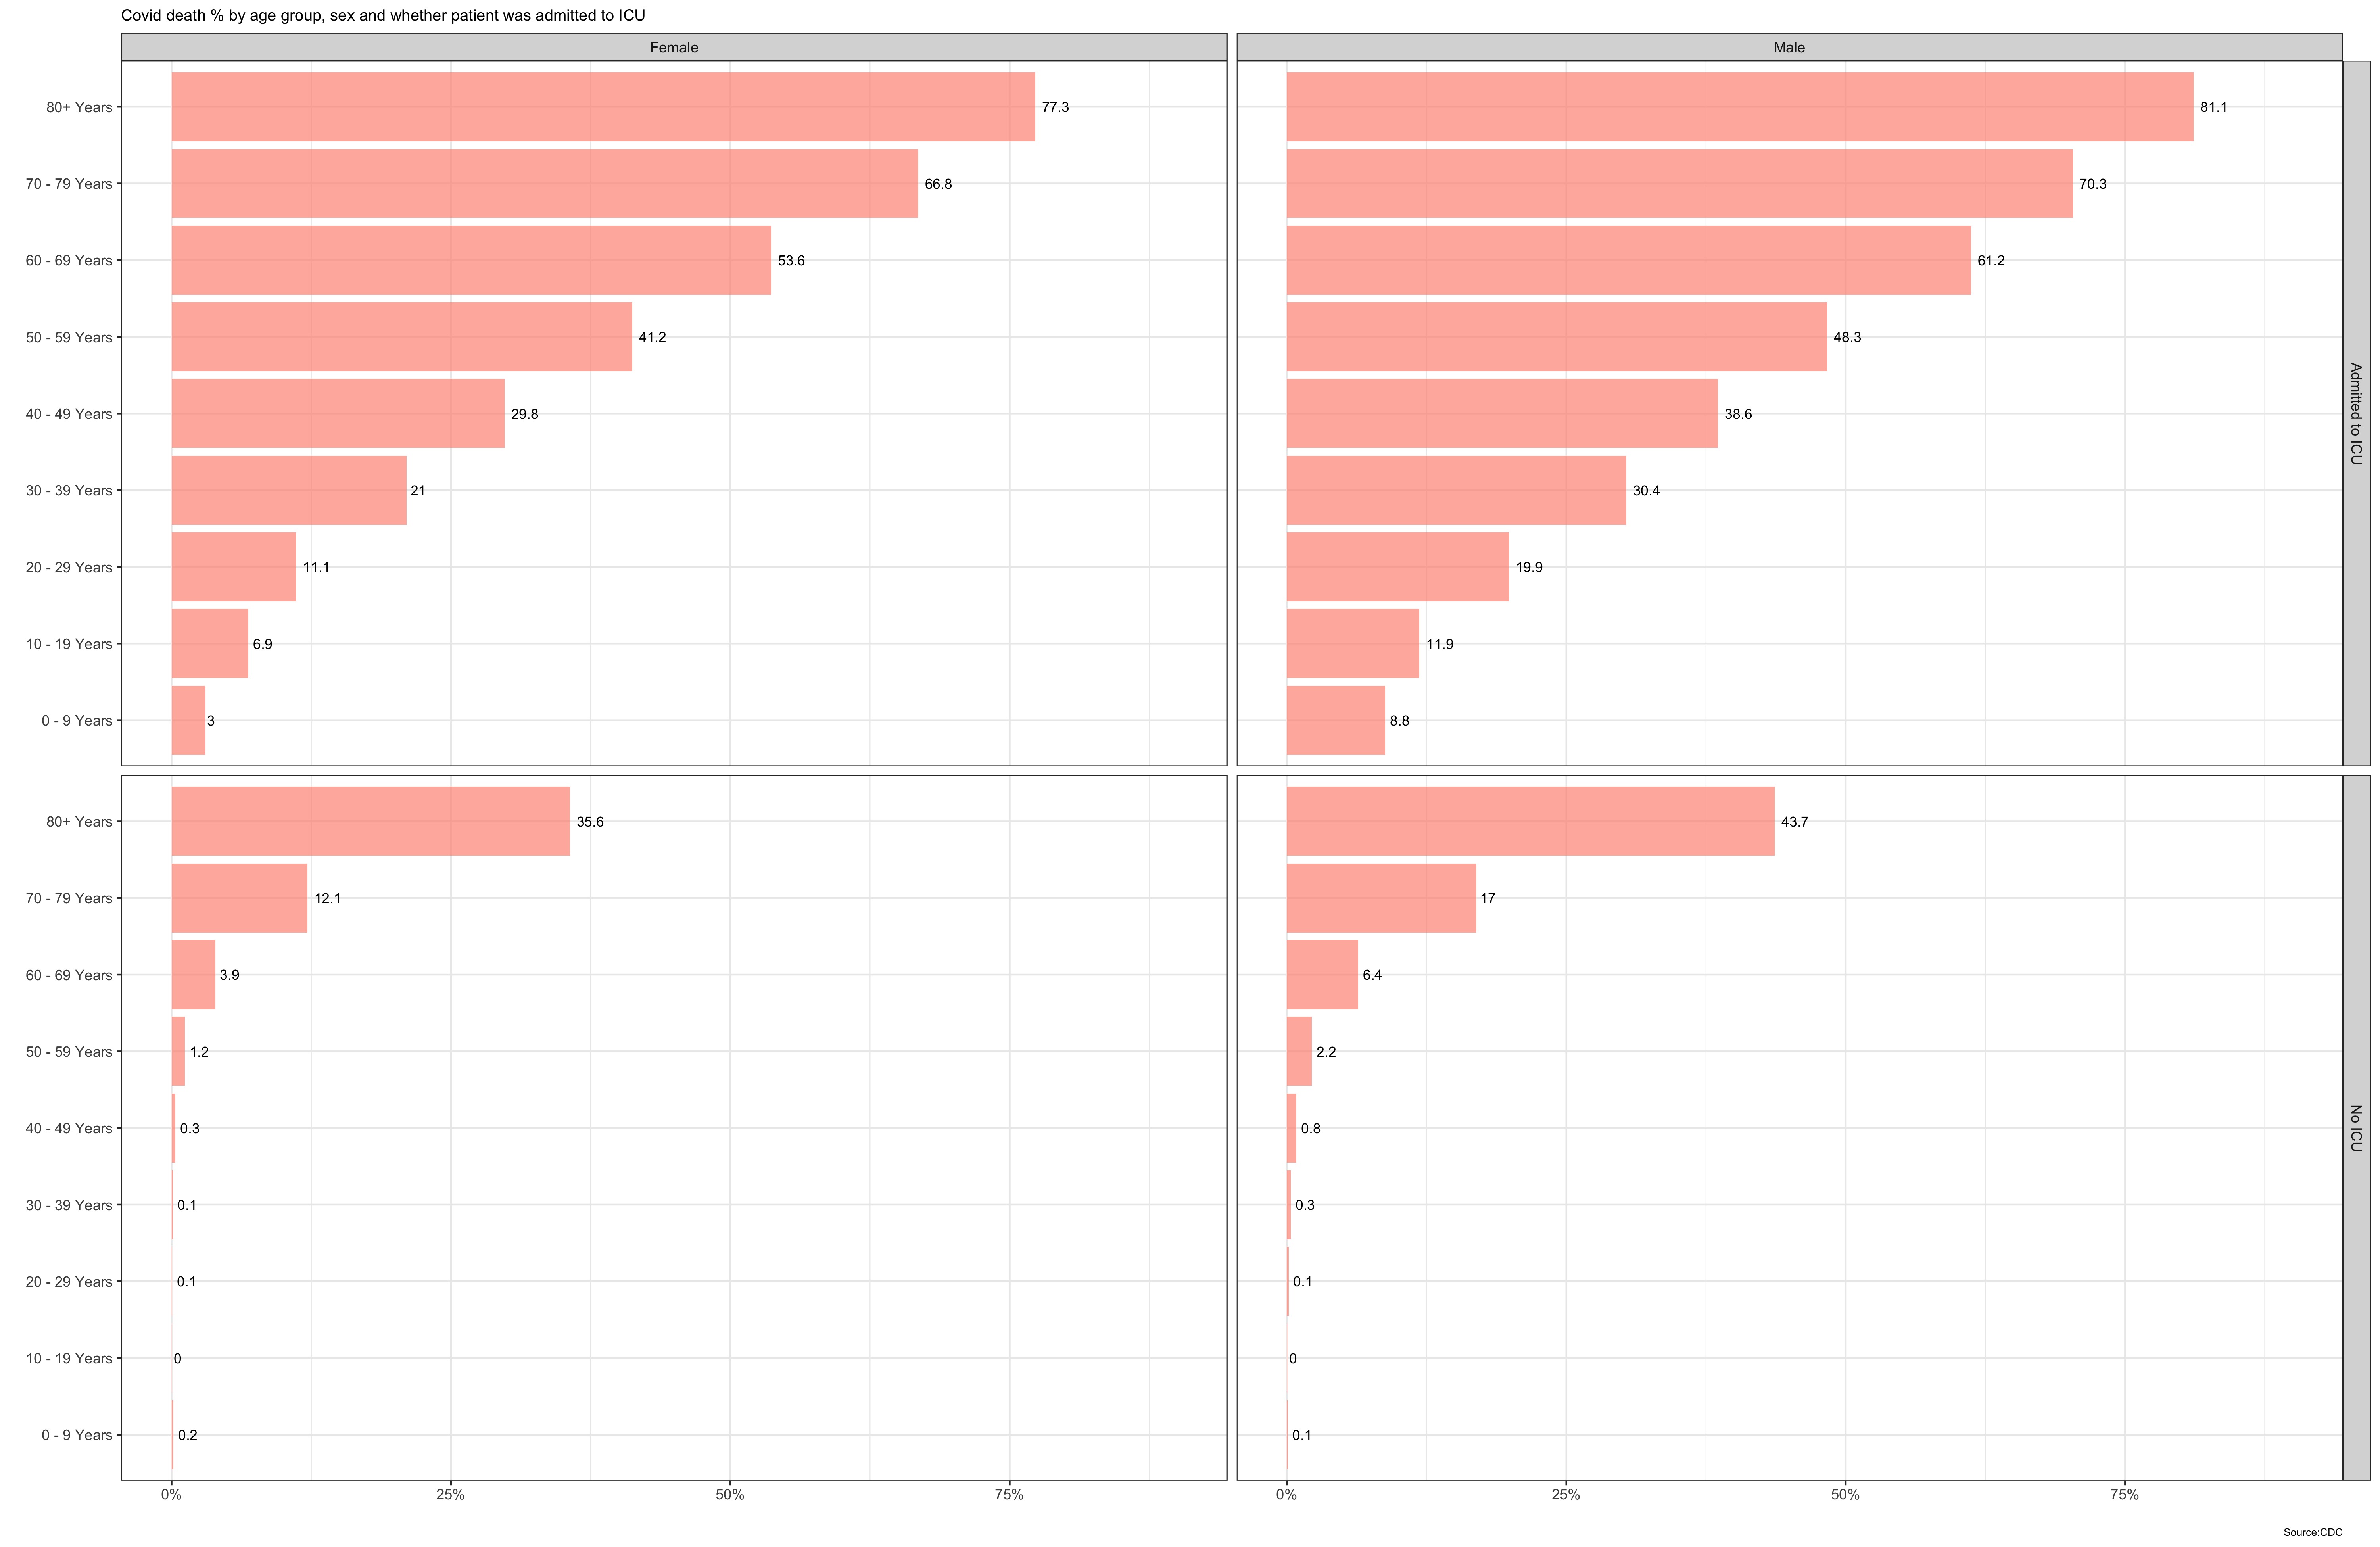 Covid death % by age group, sex and whether patient was admitted to ICU
Female
Male
80+ Years 77.3 81.1
70 - 79 Years 66.8 70.3
60 - 69 Years 53.6 61.2
50 - 59 Years 41.2 48.3
40 - 49 Years 29.8 38.6
30 - 39 Years 21 30.4
20 - 29 Years 11.1 19.9
10 - 19 Years 6.9 11.9
0 - 9 Years 3 8.8
Admitted to ICU
80+ Years 35.6 43.7
70 - 79 Years 12.1 17
60 - 69 Years 3.9 6.4
50 - 59 Years 1.2 2.2
40 - 49 Years 0.3 0.8
30 - 39 Years 0.1 0.3
20 - 29 Years 0.1 0.1
10 - 19 Years 0 0
0 - 9 Years 0.2 0.1
No ICU
0% 25% 50% 75% 0% 25% 50% 75%
Source:CDC